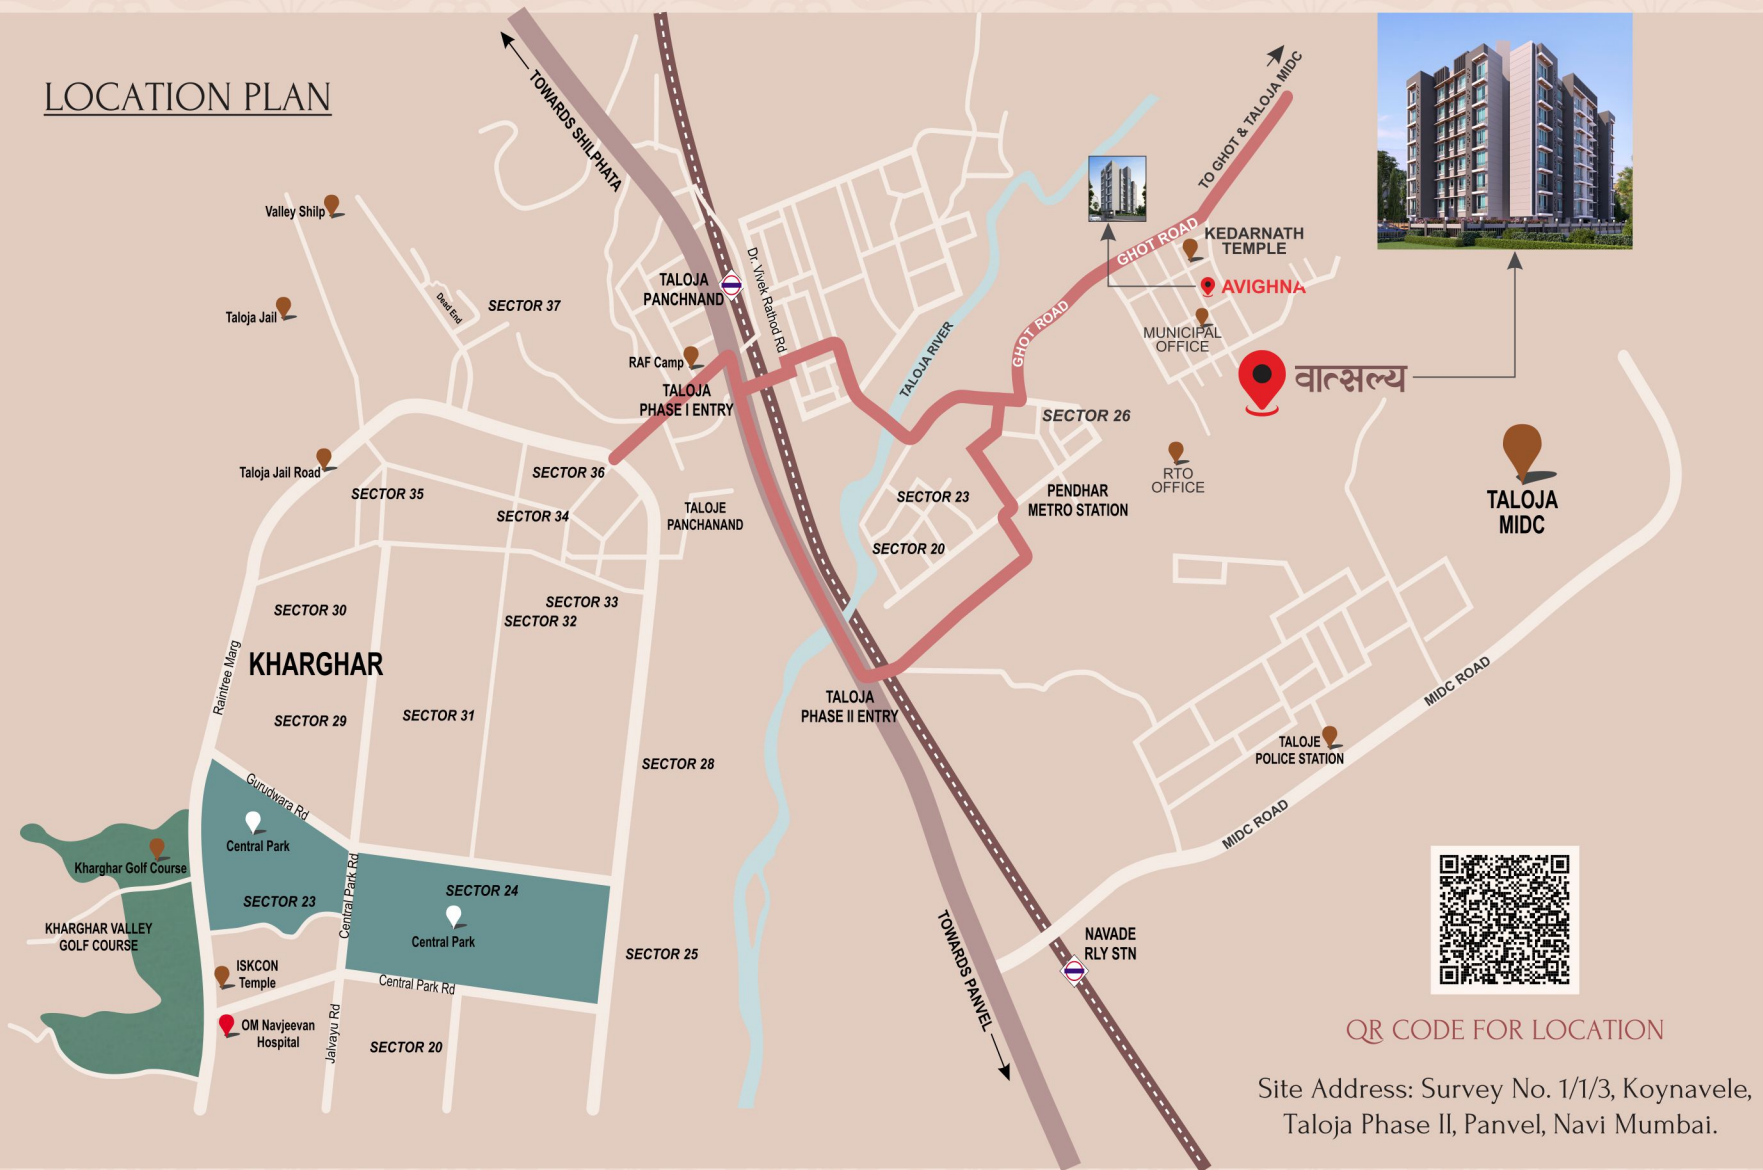 LOCATION PLAN
TOWARDS SHILPHATA
TO GHOT & TALOJA MIDC
Valley Shilp
Taloja Jail
Dead End
SECTOR 37
TALOJA
PANCHNAND
Dr. Vivek Rathod Rd
RAF Camp
TALOJA
PHASE I ENTRY
TALOJA RIVER
GHOT ROAD
GHOT ROAD
KEDARNATH
TEMPLE
AVIGHNA
MUNICIPAL
OFFICE
वात्सल्य
SECTOR 26
RTO
OFFICE
TALOJA
MIDC
Taloja Jail Road
SECTOR 35
SECTOR 36
SECTOR 34
TALOJE
PANCHANAND
SECTOR 23
PENDHAR
METRO STATION
SECTOR 20
SECTOR 30
SECTOR 33
SECTOR 32
KHARGHAR
Raintree Marg
SECTOR 29
SECTOR 31
TALOJA
PHASE II ENTRY
SECTOR 28
MIDC ROAD
TALOJE
POLICE STATION
MIDC ROAD
Gurudwara Rd
Central Park
Kharghar Golf Course
SECTOR 23
Central Park Rd
SECTOR 24
Central Park
KHARGHAR VALLEY
GOLF COURSE
SECTOR 25
ISKCON
Temple
Central Park Rd
OM Navjeevan
Hospital
Jalvayu Rd
SECTOR 20
TOWARDS PANVEL
NAVADE
RLY STN
QR CODE FOR LOCATION
Site Address: Survey No. 1/1/3, Koynavele,
Taloja Phase II, Panvel, Navi Mumbai.